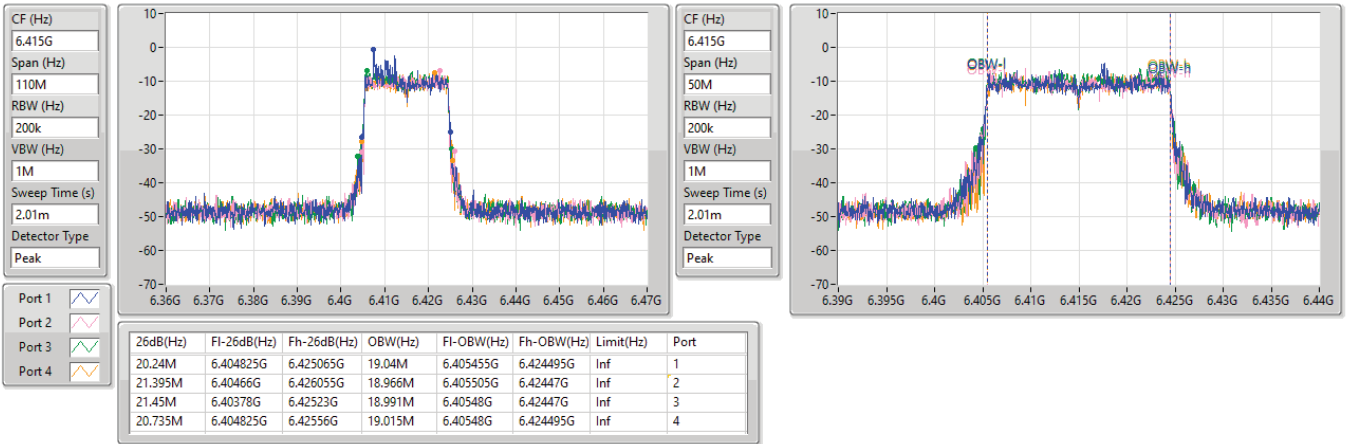 CF (Hz)
6.415G
Span (Hz)
110M
RBW (Hz)
200k
VBW (Hz)
1M
Sweep Time (s)
2.01m
Detector Type
Peak
10-
0-
-10-
-20-
-30-
-40-
-50-
-60-
-70-
6.36G 6.37G 6.38G 6.39G 6.4G 6.41G 6.42G 6.43G 6.44G 6.45G 6.46G 6.47G
CF (Hz)
6.415G
Span (Hz)
50M
RBW (Hz)
200k
VBW (Hz)
1M
Sweep Time (s)
2.01m
Detector Type
Peak
10-
0-
-10-
-20-
-30-
-40-
-50-
-60-
-70-
OBW-l
OBW-h
6.39G 6.395G 6.4G 6.405G 6.41G 6.415G 6.42G 6.425G 6.43G 6.435G 6.44G
Port 1
Port 2
Port 3
Port 4
26dB(Hz) Fl-26dB(Hz) Fh-26dB(Hz) OBW(Hz) Fl-OBW(Hz) Fh-OBW(Hz) Limit(Hz) Port
20.24M 6.404825G 6.425065G 19.04M 6.405455G 6.424495G Inf 1
21.395M 6.40466G 6.426055G 18.966M 6.405505G 6.42447G Inf 2
21.45M 6.40378G 6.42523G 18.991M 6.40548G 6.42447G Inf 3
20.735M 6.404825G 6.42556G 19.015M 6.40548G 6.424495G Inf 4